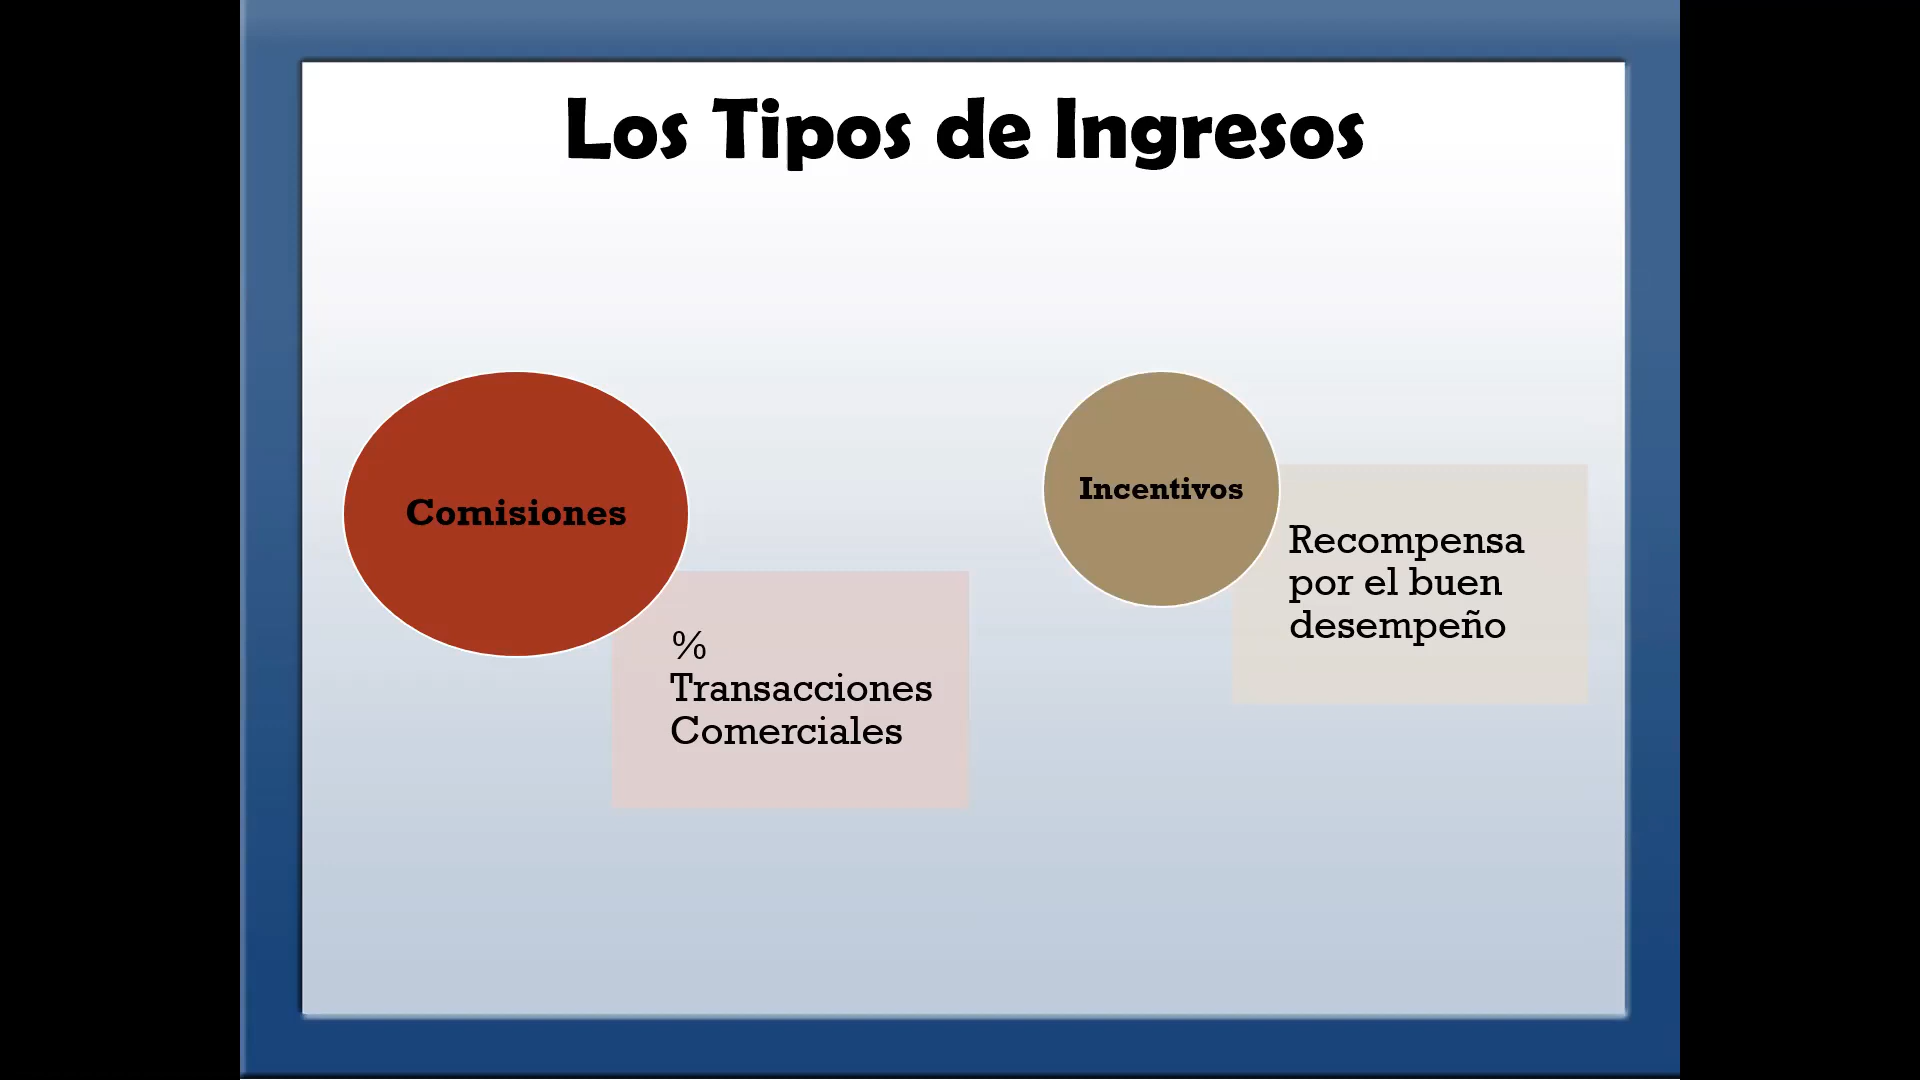 Los Tipos de Ingresos
Comisiones
%
Transacciones
Comerciales
Incentivos
Recompensa
por el buen
desempeño